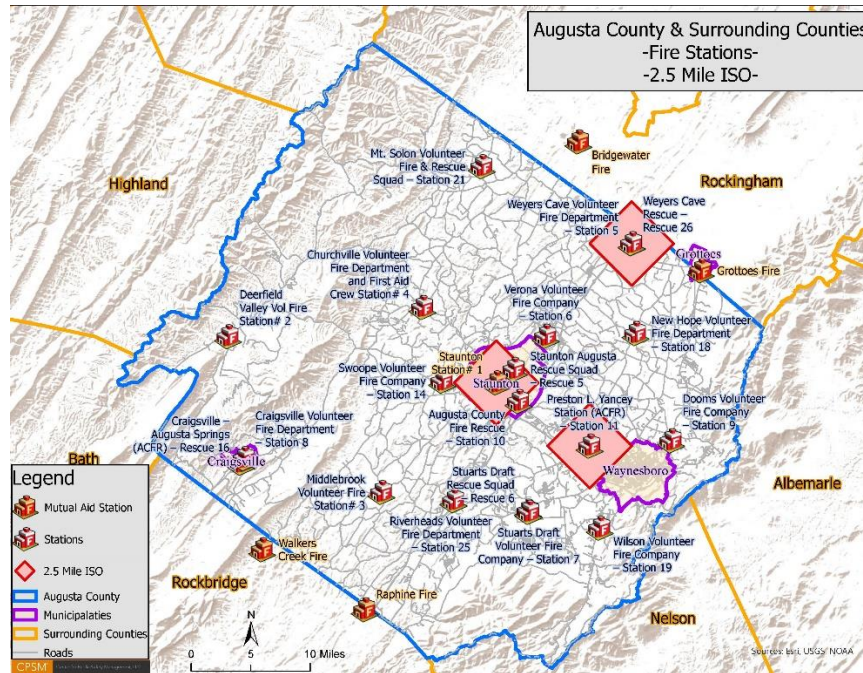 Augusta County & Surrounding Counties
-Fire Stations-
-2.5 Mile ISO-
Highland
Mt. Solon Volunteer
Fire & Rescue
Squad – Station 21
Bridgewater
Fire
Rockingham
Weyers Cave Volunteer
Fire Department
– Station 5
Weyers Cave
Rescue –
Rescue 26
Grottoes
Grottoes Fire
Churchville Volunteer
Fire Department
and First Aid
Crew Station# 4
Deerfield
Valley Vol Fire
Station# 2
Verona Volunteer
Fire Company
– Station 6
New Hope Volunteer
Fire Department
– Station 18
Staunton
Station# 1
Staunton
Staunton Augusta
Rescue Squad
– Rescue 5
Swoope Volunteer
Fire Company
– Station 14
Augusta County
Fire Rescue
– Station 10
Preston L. Yancey
Station (ACFR)
– Station 11
Dooms Volunteer
Fire Company
– Station 9
Craigsville –
Augusta Springs
(ACFR) – Rescue 16
Craigsville Volunteer
Fire Department
– Station 8
Craigsville
Bath
Waynesboro
Albemarle
Middlebrook
Volunteer Fire
Station# 3
Stuarts Draft
Rescue Squad
– Rescue 6
Riverheads Volunteer
Fire Department
– Station 25
Stuarts Draft
Volunteer Fire
Company – Station 7
Wilson Volunteer
Fire Company
– Station 19
Walkers
Creek Fire
Rockbridge
Raphine Fire
Nelson
Legend
Mutual Aid Station
Stations
2.5 Mile ISO
Augusta County
Municipalaties
Surrounding Counties
Roads
CPSM
N
0 5 10 Miles
Sources: Esri, USGS, NOAA